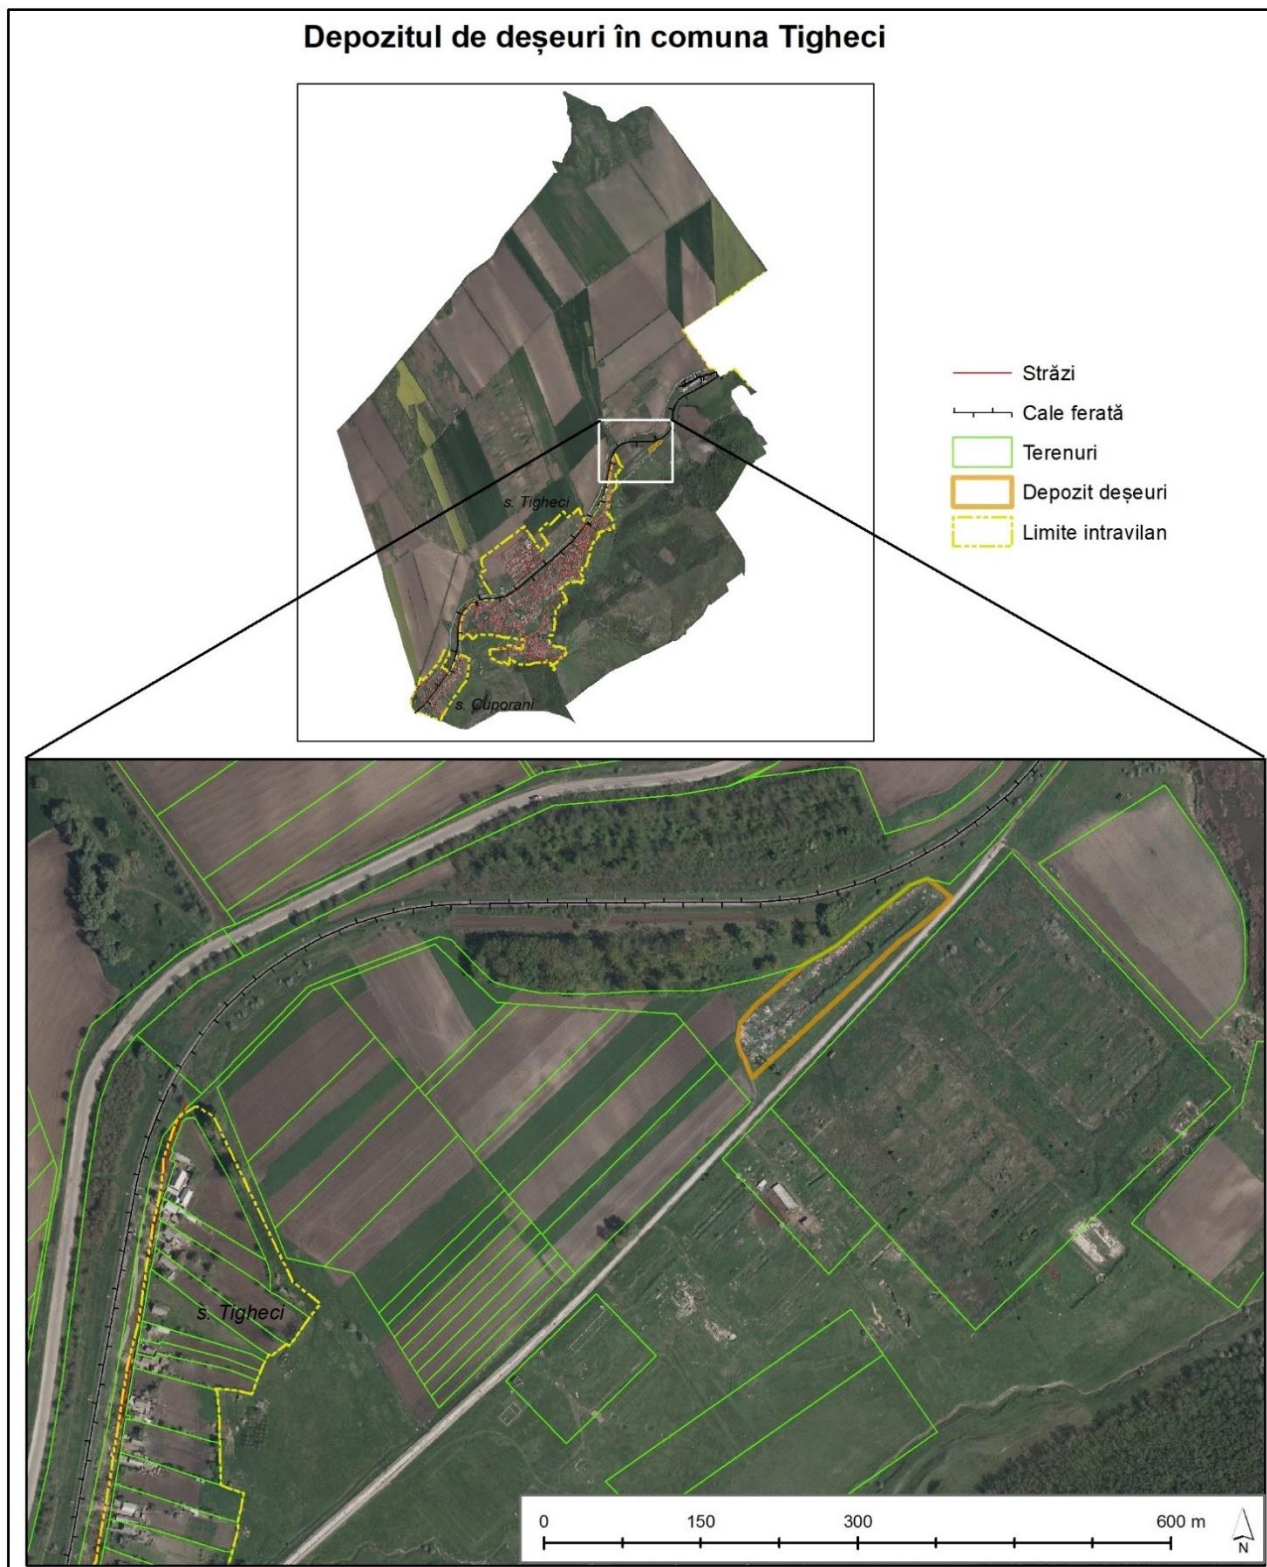 Depozitul de deșeuri în comuna Tigheci
Străzi
Cale ferată
Terenuri
Depozit deșeuri
Limite intravilan
s. Tigheci
s. Cuporani
s. Tigheci
0 150 300 600 m
N